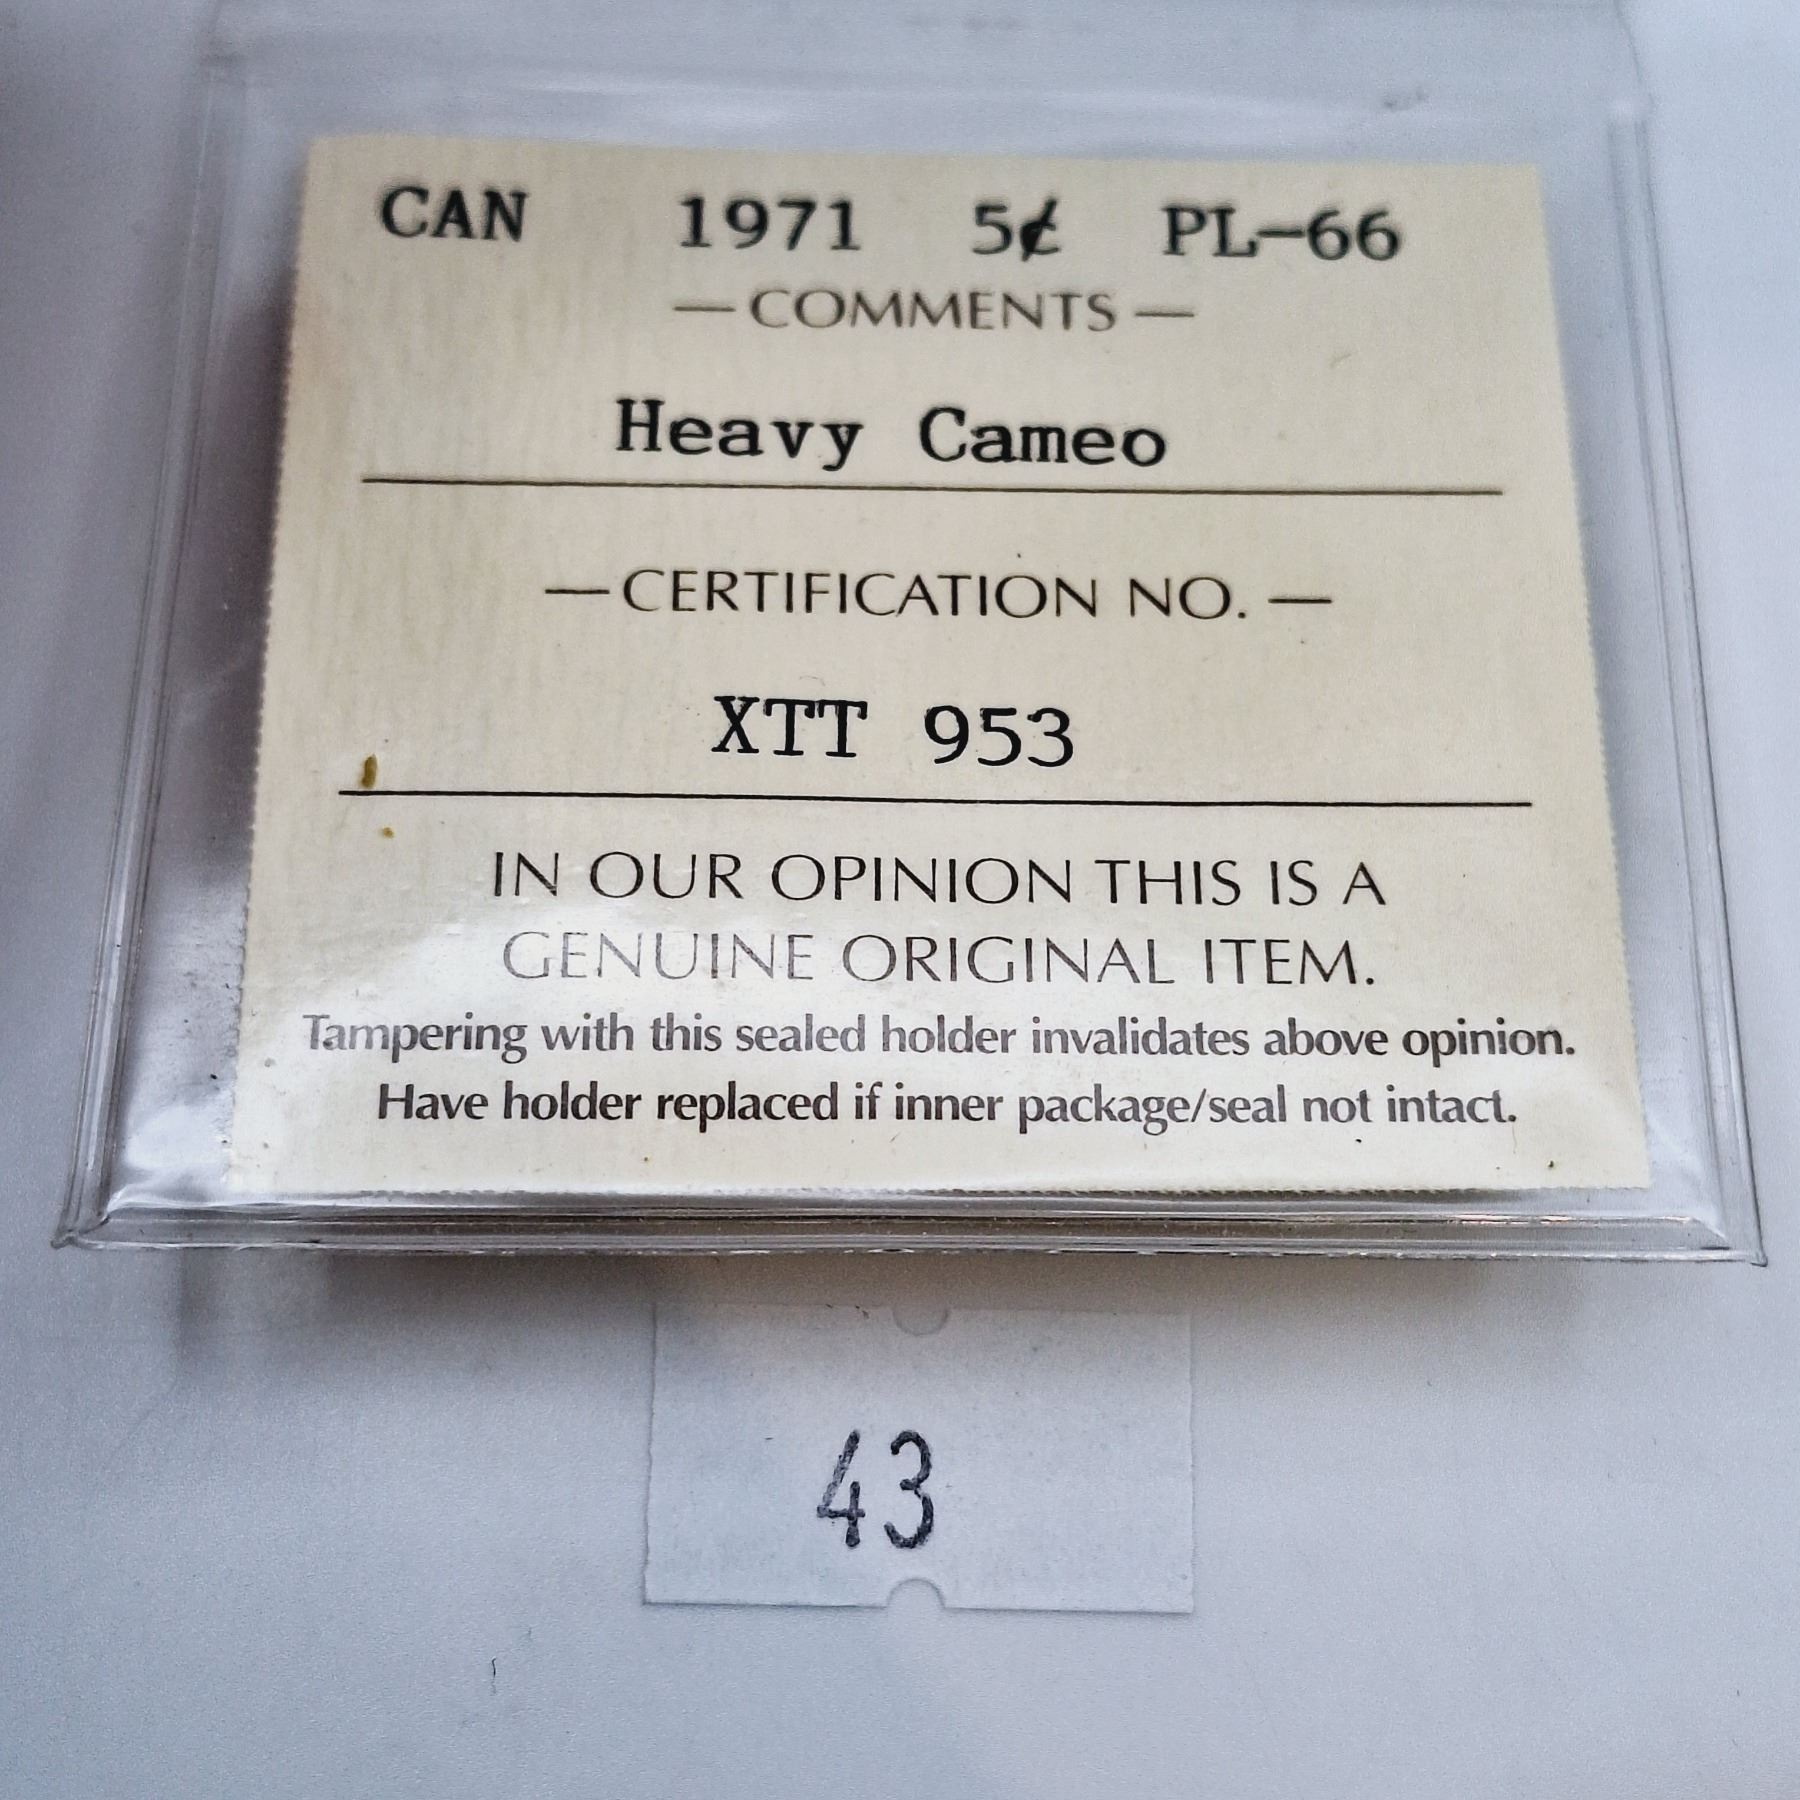 CAN 1971 5¢ PL-66
— COMMENTS —
Heavy Cameo
— CERTIFICATION NO. —
XTT 953
IN OUR OPINION THIS IS A
GENUINE ORIGINAL ITEM.
Tampering with this sealed holder invalidates above opinion.
Have holder replaced if inner package/seal not intact.
43